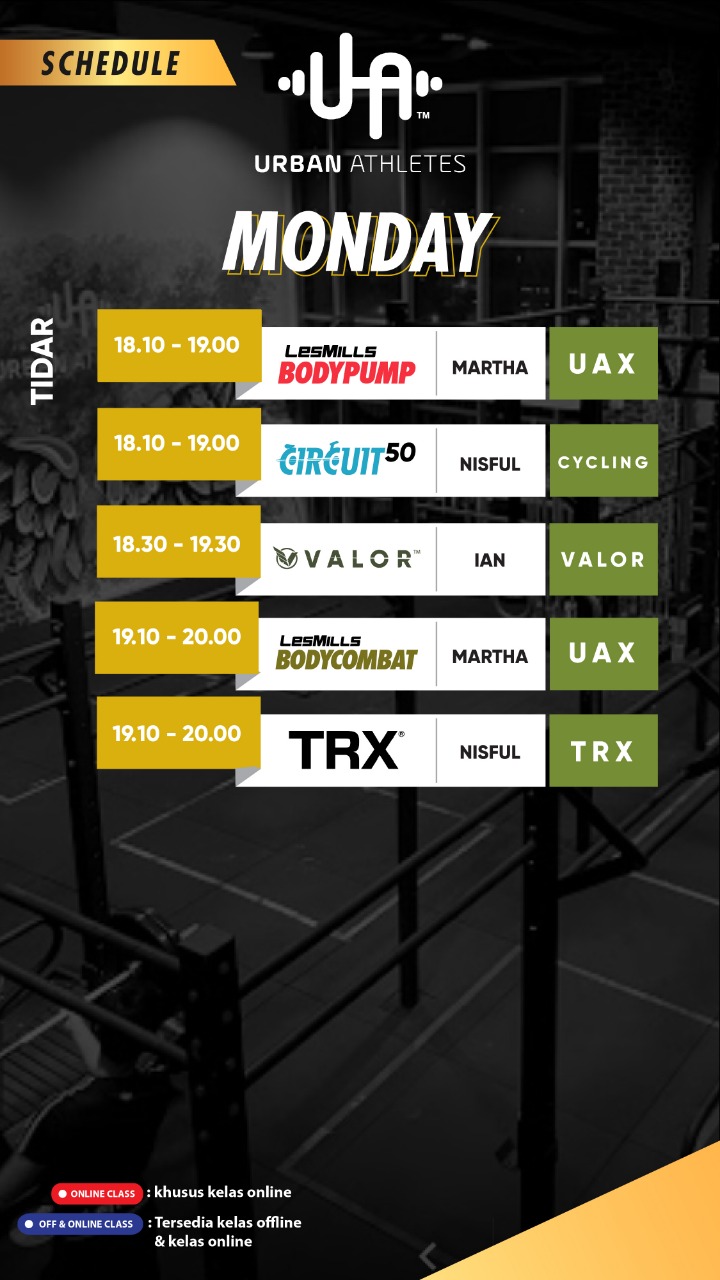 SCHEDULE
UA™
URBAN ATHLETES
MONDAY
TIDAR
18.10 - 19.00
LesMILLS
BODYPUMP
MARTHA
UAX
18.10 - 19.00
CIRCUIT50
NISFUL
CYCLING
18.30 - 19.30
VALOR™
IAN
VALOR
19.10 - 20.00
LesMILLS
BODYCOMBAT
MARTHA
UAX
19.10 - 20.00
TRX®
NISFUL
TRX
ONLINE CLASS : khusus kelas online
OFF & ONLINE CLASS : Tersedia kelas offline
& kelas online